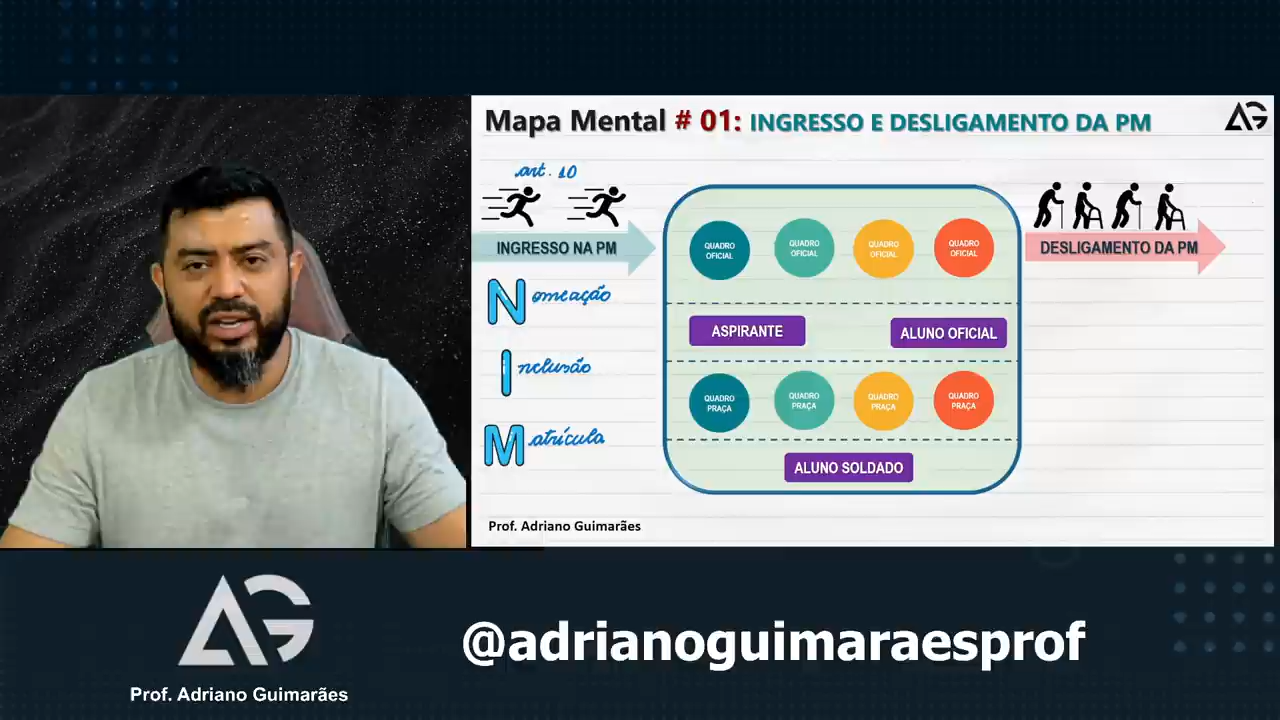 Mapa Mental # 01: INGRESSO E DESLIGAMENTO DA PM
AG
art. 10
INGRESSO NA PM
Nomeação
Inclusão
Matrícula
QUADRO
OFICIAL
QUADRO
OFICIAL
QUADRO
OFICIAL
QUADRO
OFICIAL
ASPIRANTE
ALUNO OFICIAL
QUADRO
PRAÇA
QUADRO
PRAÇA
QUADRO
PRAÇA
QUADRO
PRAÇA
ALUNO SOLDADO
DESLIGAMENTO DA PM
Prof. Adriano Guimarães
AG
Prof. Adriano Guimarães
@adrianoguimaraesprof